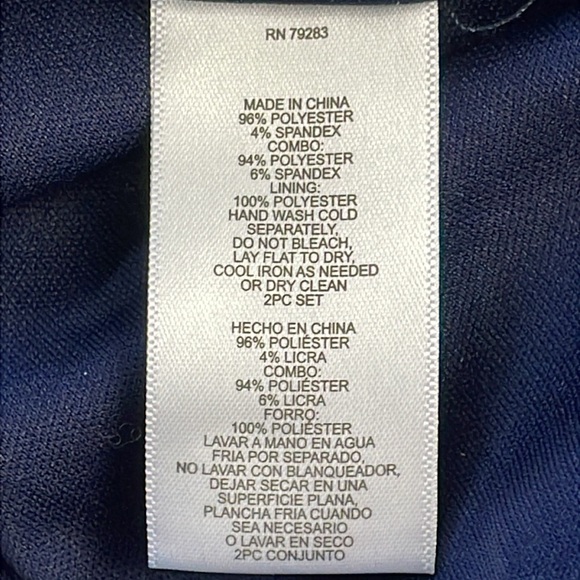 RN 79283
MADE IN CHINA
96% POLYESTER
4% SPANDEX
COMBO:
94% POLYESTER
6% SPANDEX
LINING:
100% POLYESTER
HAND WASH COLD
SEPARATELY,
DO NOT BLEACH,
LAY FLAT TO DRY,
COOL IRON AS NEEDED
OR DRY CLEAN
2PC SET
HECHO EN CHINA
96% POLIÉSTER
4% LICRA
COMBO:
94% POLIÉSTER
6% LICRA
FORRO:
100% POLIÉSTER
LAVAR A MANO EN AGUA
FRIA POR SEPARADO,
NO LAVAR CON BLANQUEADOR,
DEJAR SECAR EN UNA
SUPERFICIE PLANA,
PLANCHA FRIA CUANDO
SEA NECESARIO
O LAVAR EN SECO
2PC CONJUNTO